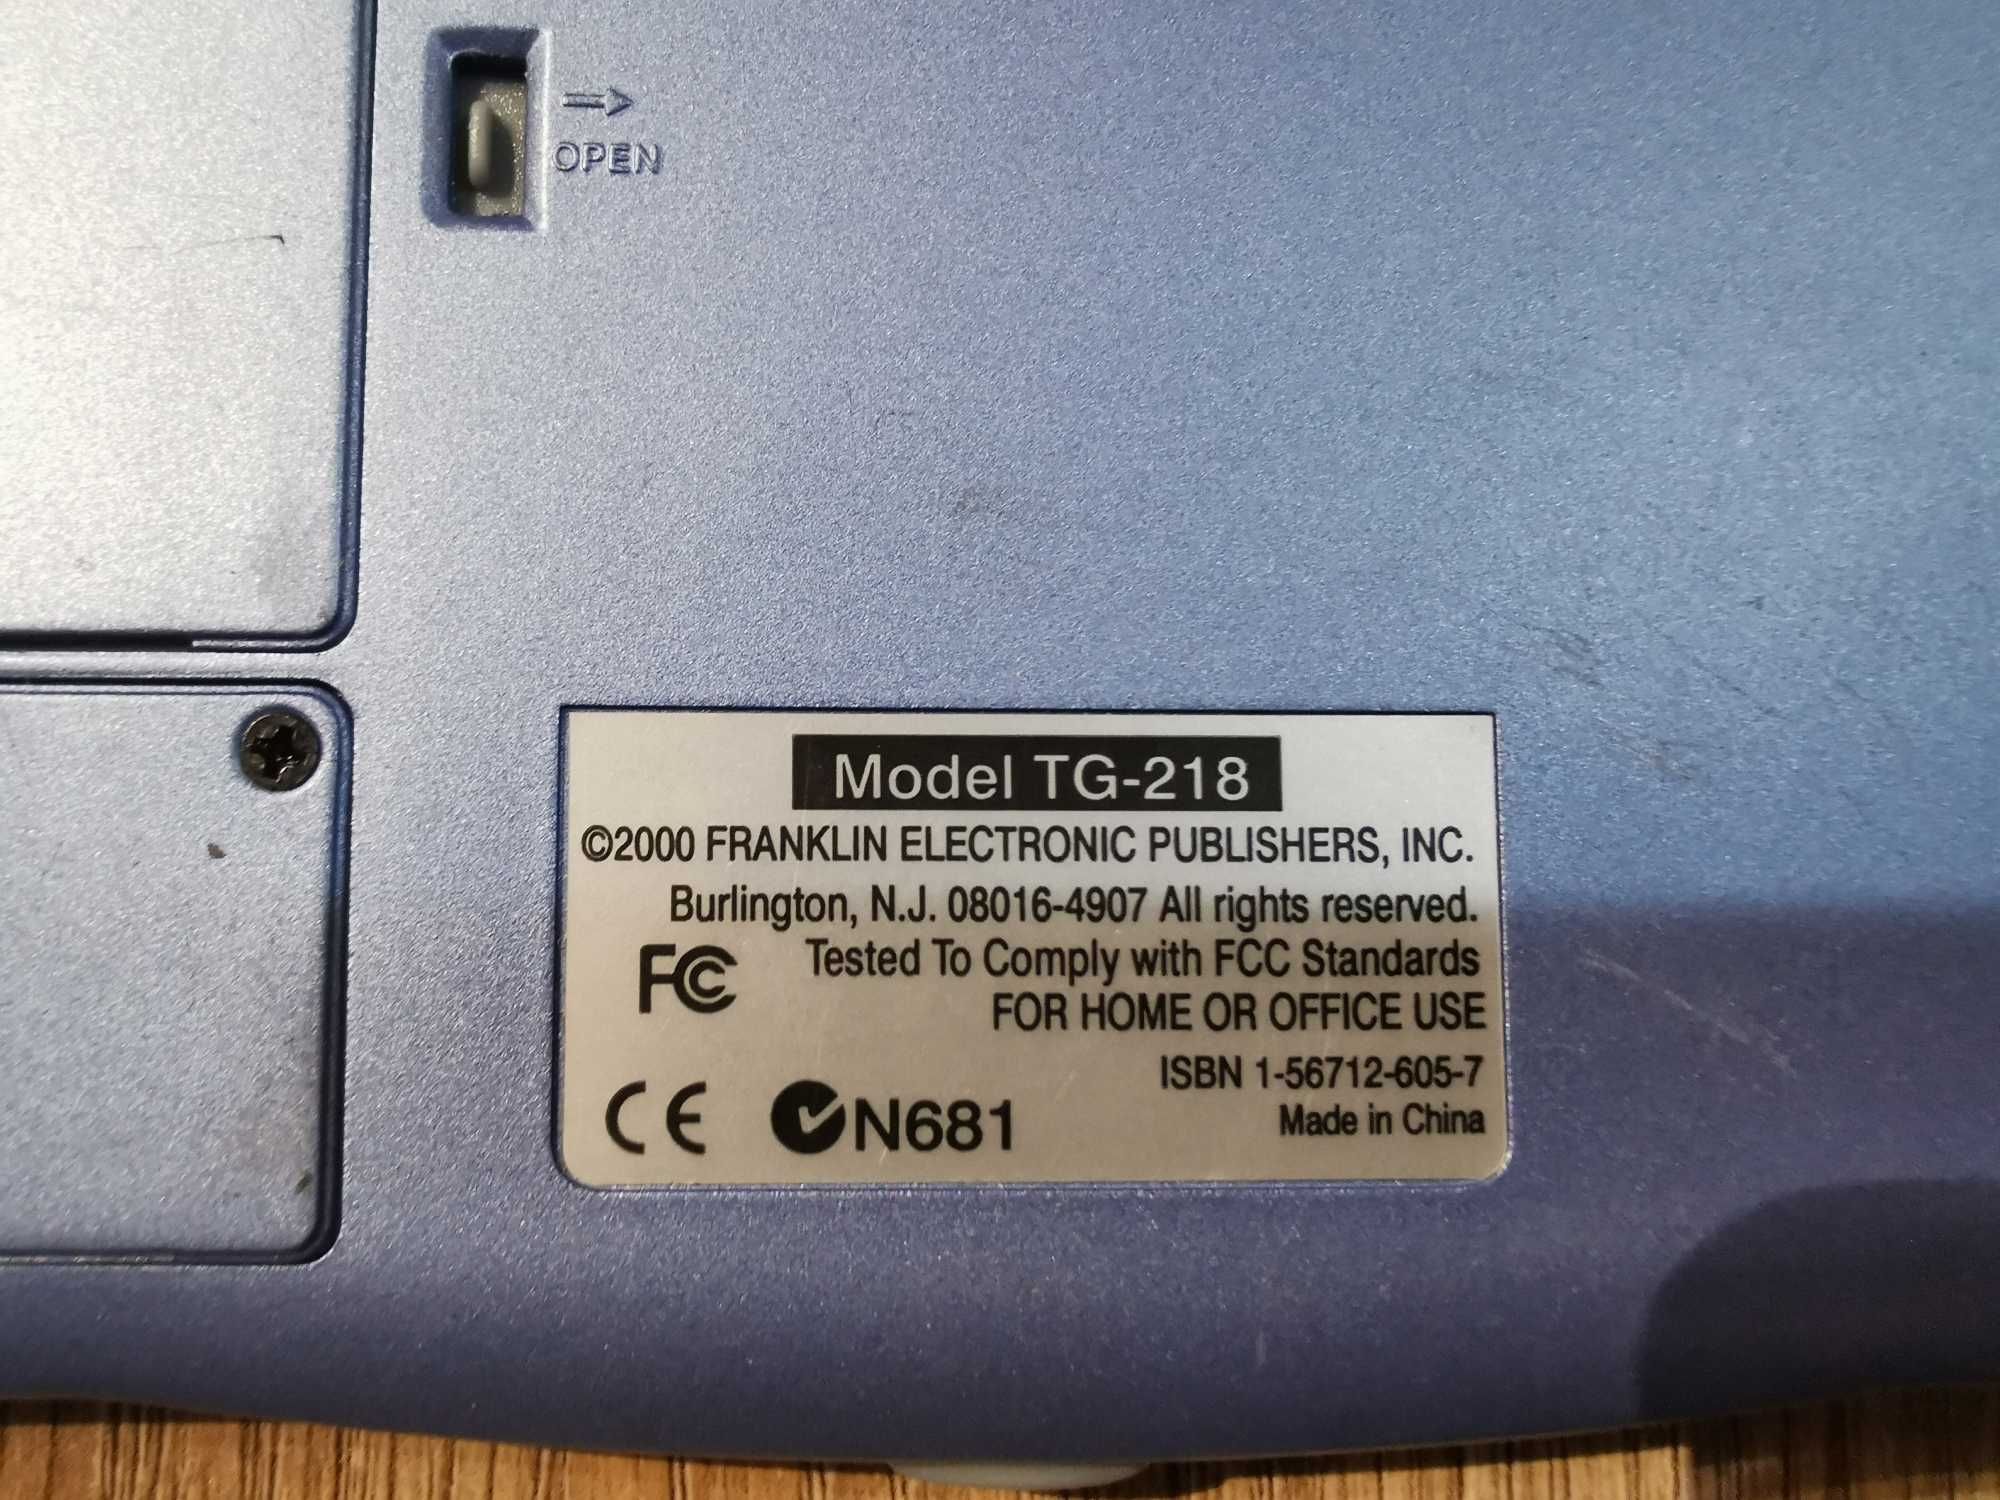 OPEN
Model TG-218
©2000 FRANKLIN ELECTRONIC PUBLISHERS, INC.
Burlington, N.J. 08016-4907 All rights reserved.
FC Tested To Comply with FCC Standards
FOR HOME OR OFFICE USE
ISBN 1-56712-605-7
CE N681 Made in China